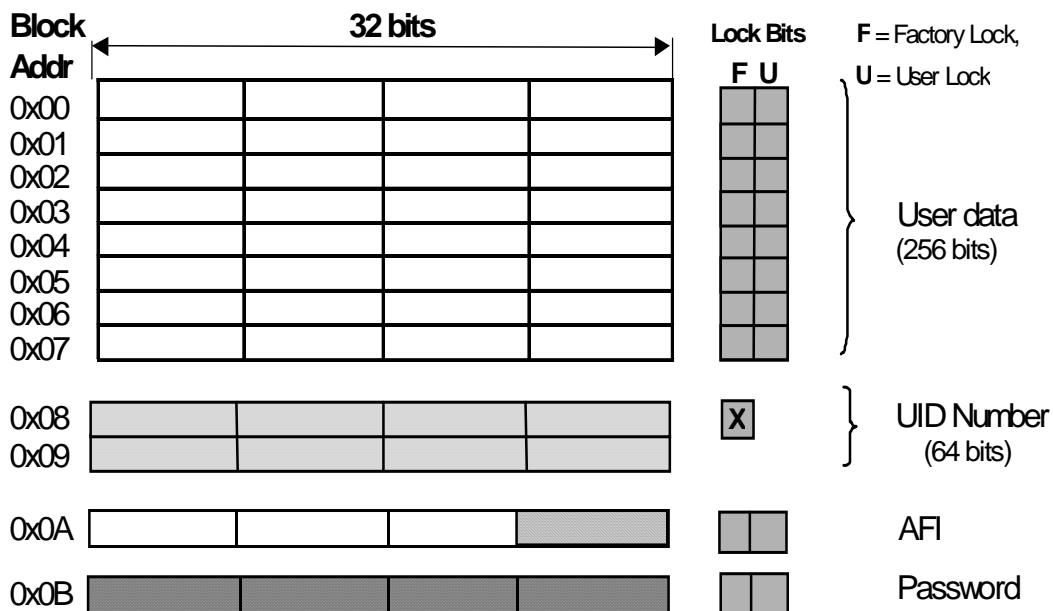 Block 32 bits Lock Bits F = Factory Lock,
Addr F U U = User Lock
0x00
0x01
0x02
0x03 User data
0x04 (256 bits)
0x05
0x06
0x07
0x08 X UID Number
0x09 (64 bits)
0x0A AFI
0x0B Password